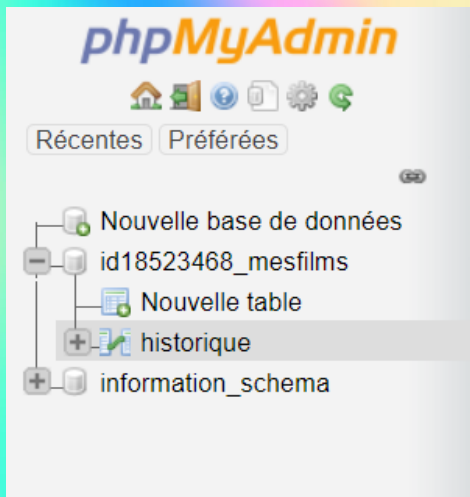 phpMyAdmin
Récentes Préférées
Nouvelle base de données
id18523468_mesfilms
Nouvelle table
historique
information_schema